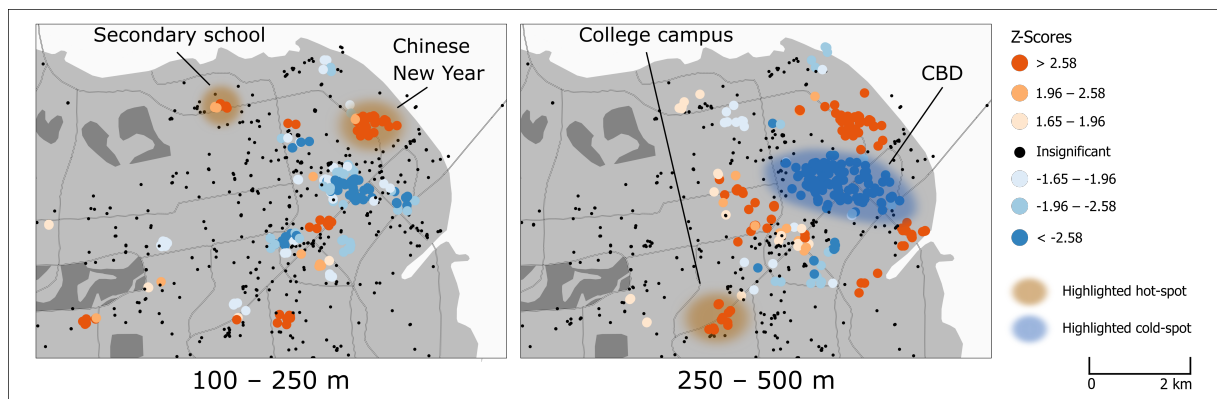 Secondary school
Chinese
New Year
100 – 250 m
College campus
CBD
250 – 500 m
Z-Scores
> 2.58
1.96 – 2.58
1.65 – 1.96
Insignificant
-1.65 – -1.96
-1.96 – -2.58
< -2.58
Highlighted hot-spot
Highlighted cold-spot
0 2 km